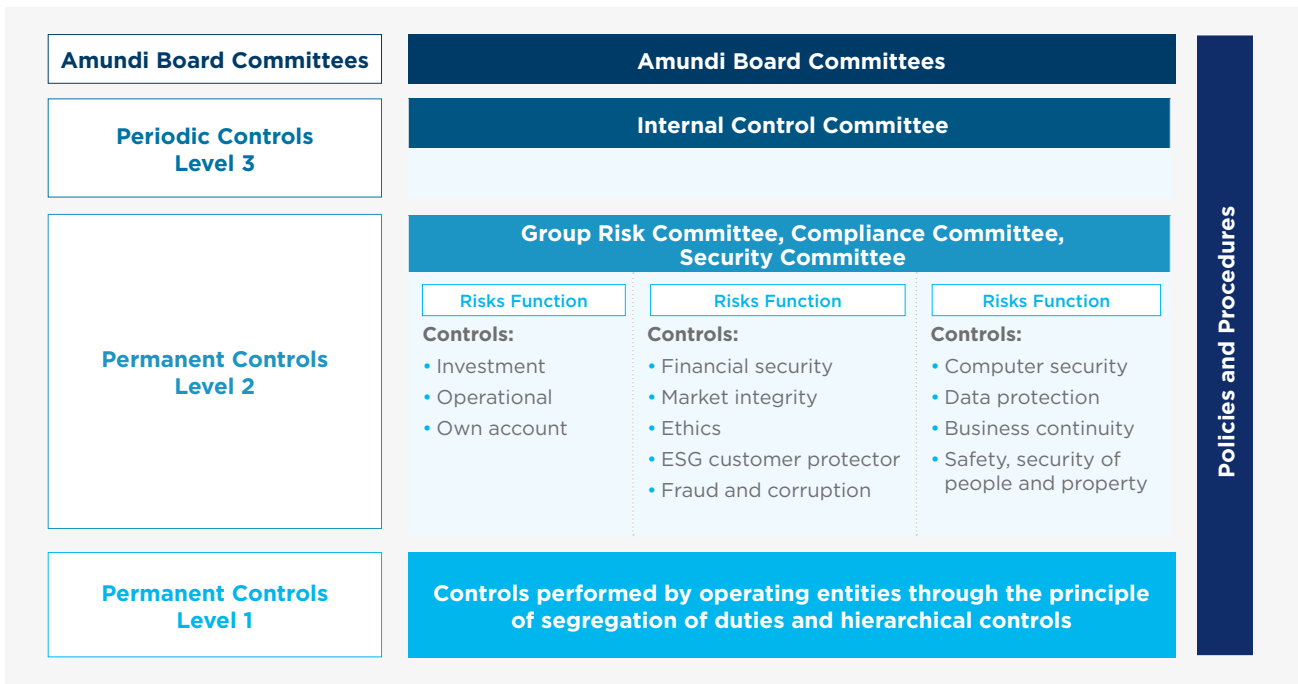 Amundi Board Committees
Amundi Board Committees
Periodic Controls
Level 3
Internal Control Committee
Permanent Controls
Level 2
Group Risk Committee, Compliance Committee,
Security Committee
Risks Function
Controls:
• Investment
• Operational
• Own account
Risks Function
Controls:
• Financial security
• Market integrity
• Ethics
• ESG customer protector
• Fraud and corruption
Risks Function
Controls:
• Computer security
• Data protection
• Business continuity
• Safety, security of
people and property
Permanent Controls
Level 1
Controls performed by operating entities through the principle
of segregation of duties and hierarchical controls
Policies and Procedures